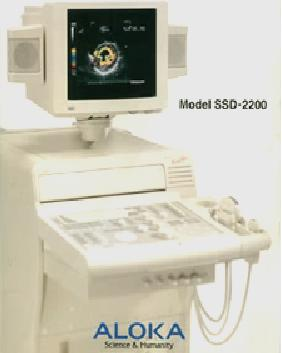 Model SSD-2200
ALOKA
Science & Humanity